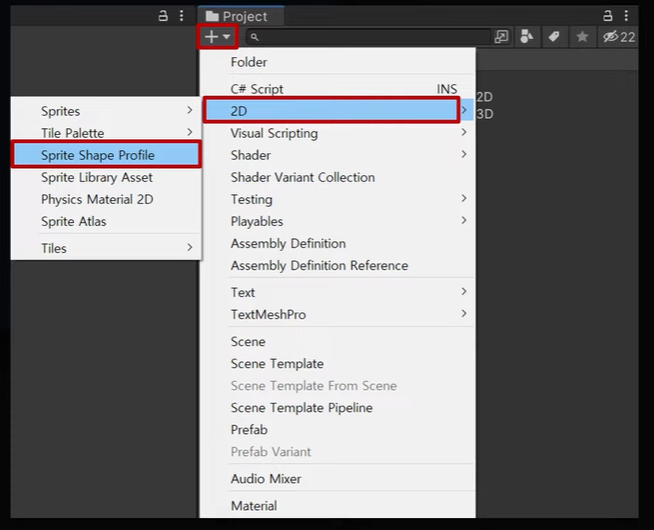 Project
22
Folder
C# Script INS
2D
Visual Scripting
Shader
Shader Variant Collection
Testing
Playables
Assembly Definition
Assembly Definition Reference
Text
TextMeshPro
Scene
Scene Template
Scene Template From Scene
Scene Template Pipeline
Prefab
Prefab Variant
Audio Mixer
Material
Sprites
Tile Palette
Sprite Shape Profile
Sprite Library Asset
Physics Material 2D
Sprite Atlas
Tiles
2D
3D